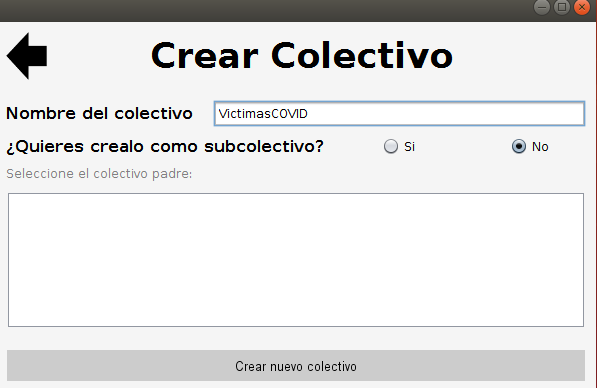 Crear Colectivo
Nombre del colectivo VictimasCOVID
¿Quieres crealo como subcolectivo? Si No
Seleccione el colectivo padre:
Crear nuevo colectivo